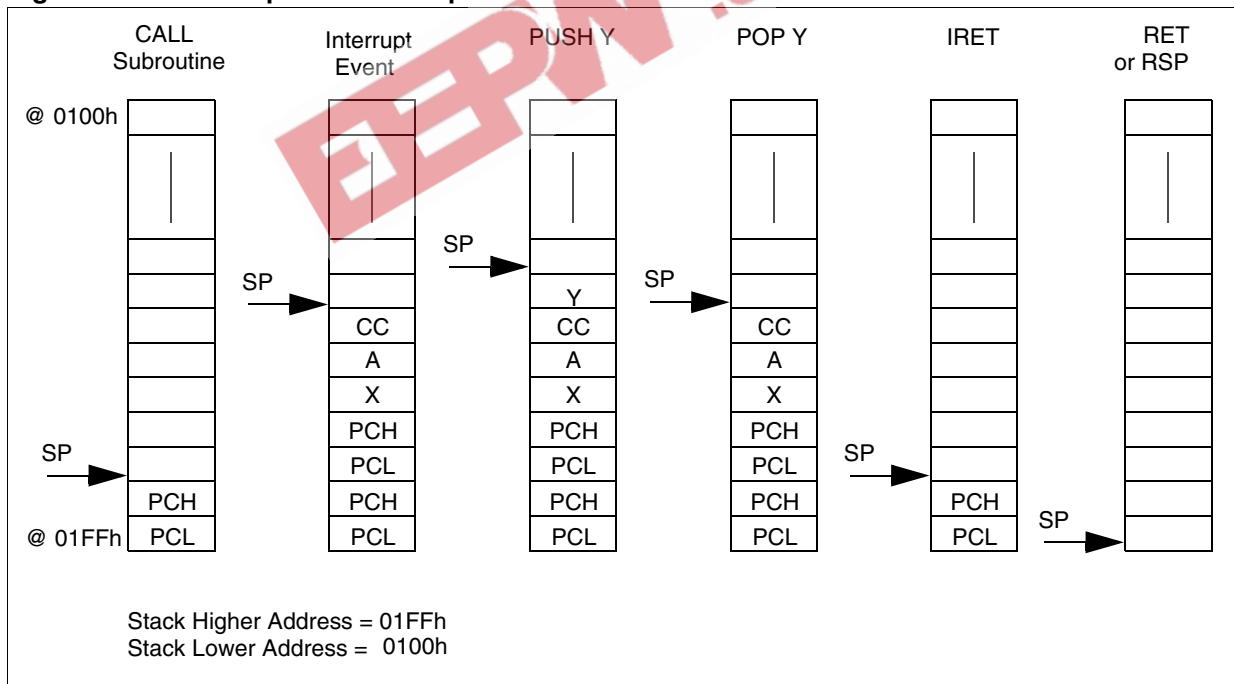 CALL
Subroutine
Interrupt
Event
PUSH Y
POP Y
IRET
RET
or RSP
@ 0100h
SP
SP
SP
SP
SP
SP
Y
CC
CC
CC
A
A
A
X
X
X
PCH
PCH
PCH
PCL
PCL
PCL
PCH
PCH
PCH
PCH
PCH
@ 01FFh
PCL
PCL
PCL
PCL
PCL
Stack Higher Address = 01FFh
Stack Lower Address = 0100h
EEPW